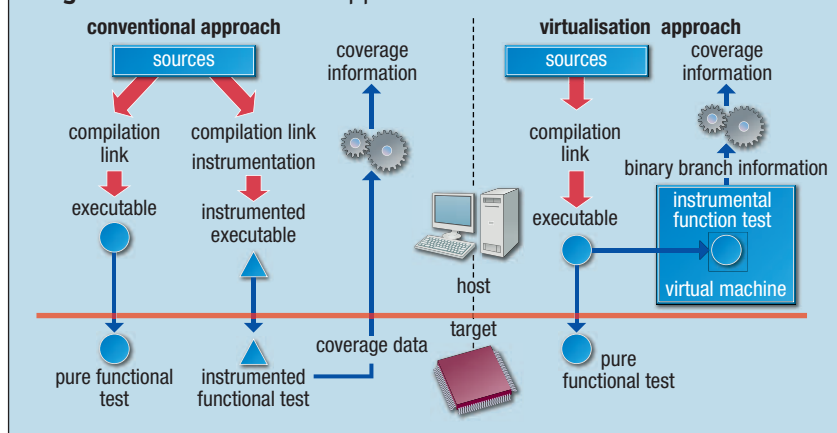 conventional approach
sources
compilation
link
executable
pure functional
test
compilation link
instrumentation
instrumented
executable
instrumented
functional test
coverage
information
coverage data
host
target
virtualisation approach
sources
compilation
link
executable
pure
functional test
coverage
information
binary branch information
instrumental
function test
virtual machine